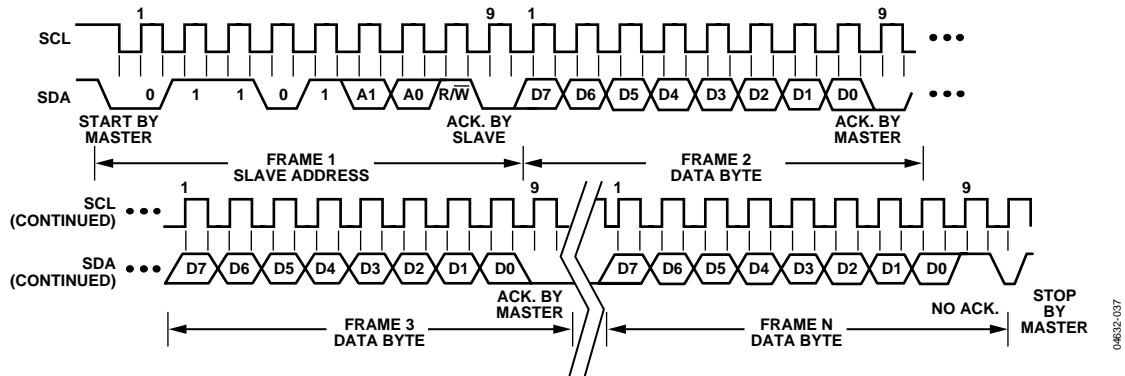 1 9 1 9
SCL •••
SDA 0 1 1 0 1 A1 A0 R/W̅ D7 D6 D5 D4 D3 D2 D1 D0 •••
START BY MASTER
ACK. BY SLAVE
ACK. BY MASTER
FRAME 1
SLAVE ADDRESS
FRAME 2
DATA BYTE
1 9 1 9
SCL
(CONTINUED) •••
SDA
(CONTINUED) ••• D7 D6 D5 D4 D3 D2 D1 D0 D7 D6 D5 D4 D3 D2 D1 D0
ACK. BY
MASTER
NO ACK.
STOP
BY
MASTER
FRAME 3
DATA BYTE
FRAME N
DATA BYTE
04632-037